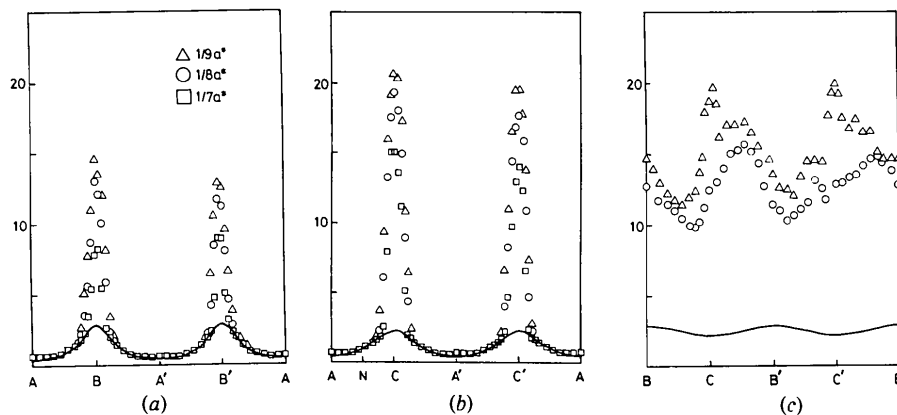 △ 1/9a*
○ 1/8a*
□ 1/7a*
20
10
A B A′ B′ A
(a)
20
10
A N C A′ C′ A
(b)
20
10
B C B′ C′ B
(c)